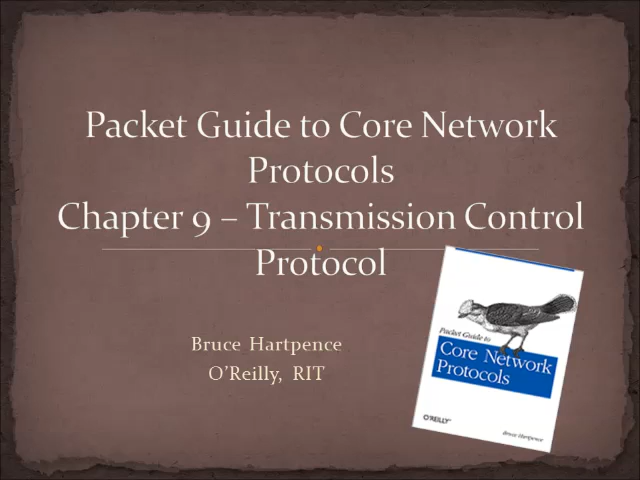 Packet Guide to Core Network
Protocols
Chapter 9 – Transmission Control
Protocol
Bruce Hartpence
O'Reilly, RIT
Packet Guide to
Core Network
Protocols
O'REILLY
Bruce Hartpence